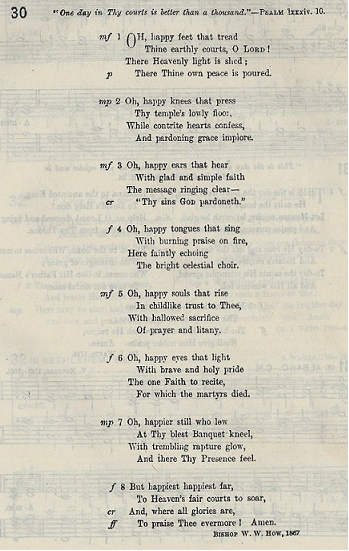 30 "One day in Thy courts is better than a thousand."—PSALM lxxxiv. 10.
mf 1 OH, happy feet that tread
Thine earthly courts, O LORD!
There Heavenly light is shed;
p There Thine own peace is poured.
mp 2 Oh, happy knees that press
Thy temple's lowly floor,
While contrite hearts confess,
And pardoning grace implore.
mf 3 Oh, happy ears that hear
With glad and simple faith
The message ringing clear—
cr "Thy sins GOD pardoneth."
f 4 Oh, happy tongues that sing
With burning praise on fire,
Here faintly echoing
The bright celestial choir.
mf 5 Oh, happy souls that rise
In childlike trust to Thee,
With hallowed sacrifice
Of prayer and litany.
f 6 Oh, happy eyes that light
With brave and holy pride
The one Faith to recite,
For which the martyrs died.
mp 7 Oh, happier still who low
At Thy blest Banquet kneel,
With trembling rapture glow,
And there Thy Presence feel.
f 8 But happiest happiest far,
To Heaven's fair courts to soar,
cr And, where all glories are,
ff To praise Thee evermore! Amen.
BISHOP W. W. HOW, 1867